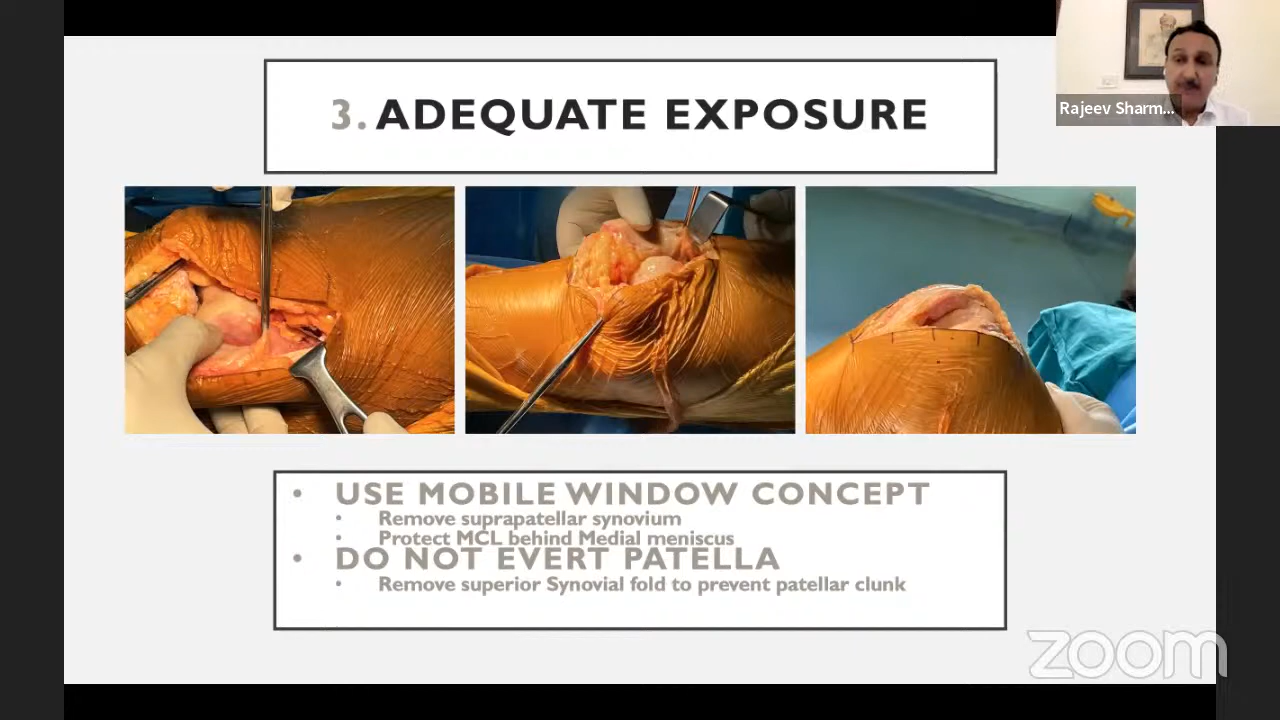 3. ADEQUATE EXPOSURE
Rajeev Sharm...
• USE MOBILE WINDOW CONCEPT
• Remove suprapatellar synovium
• Protect MCL behind Medial meniscus
• DO NOT EVERT PATELLA
• Remove superior Synovial fold to prevent patellar clunk
zoom